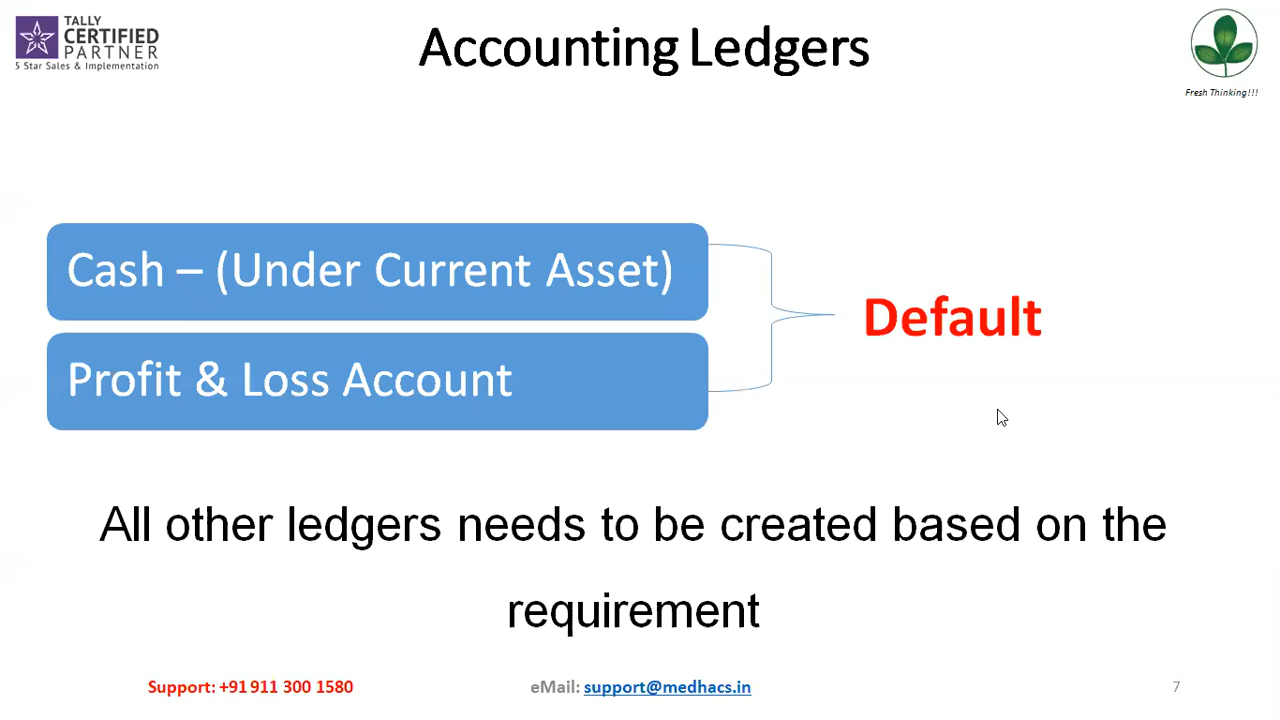 TALLY
CERTIFIED
PARTNER
5 Star Sales & Implementation
Accounting Ledgers
Fresh Thinking!!!
Cash – (Under Current Asset)
Profit & Loss Account
Default
All other ledgers needs to be created based on the
requirement
Support: +91 911 300 1580
eMail: support@medhacs.in
7